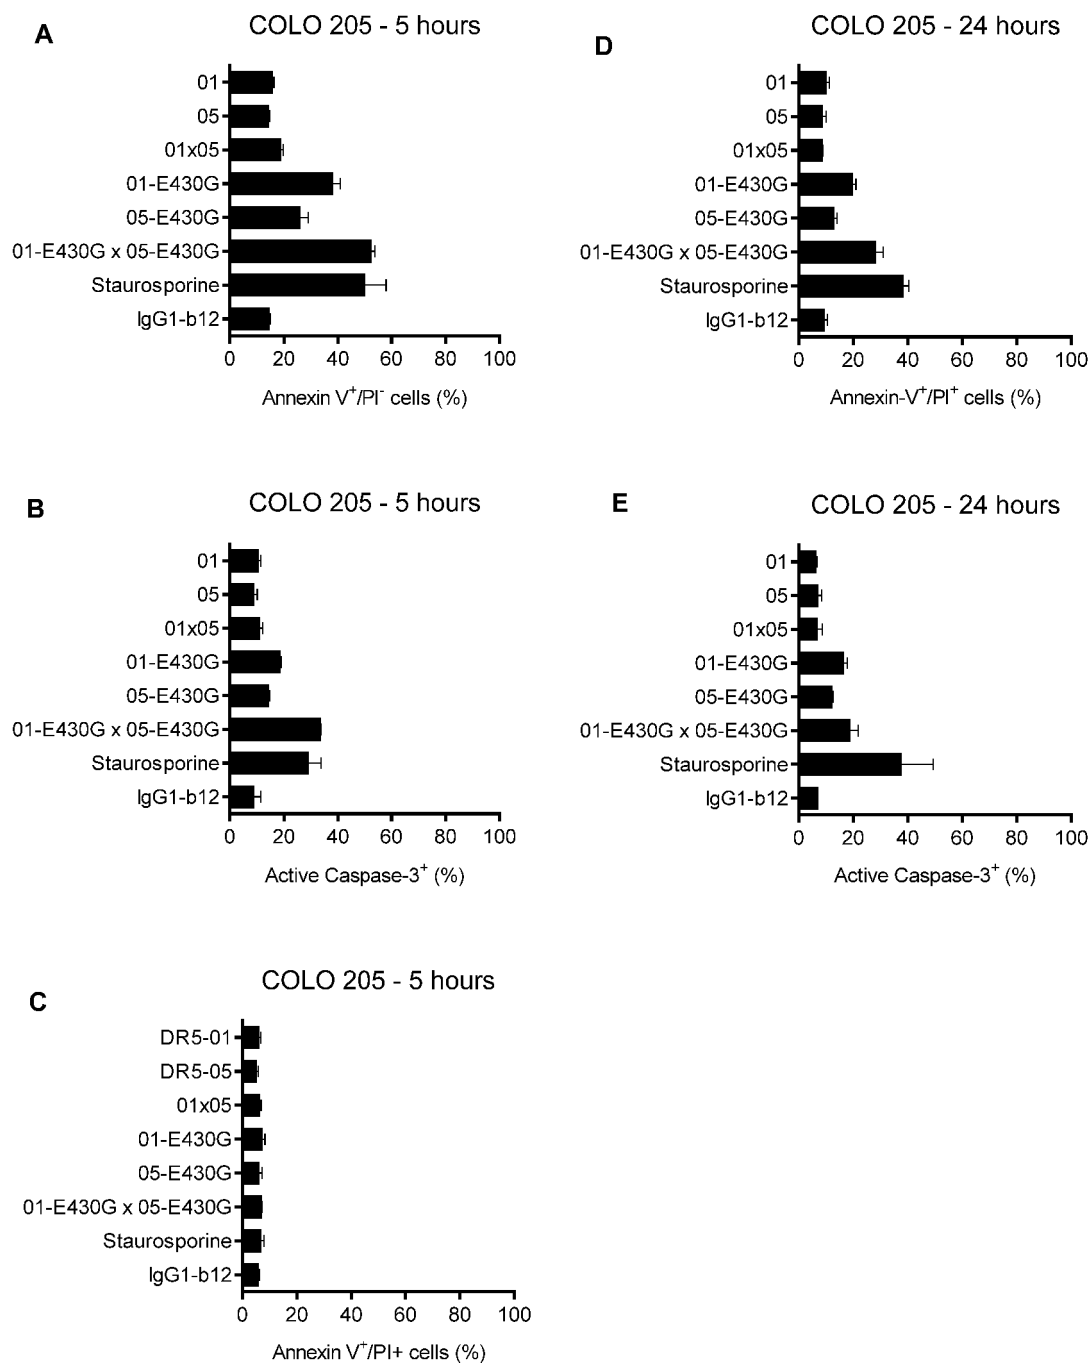 A
COLO 205 - 5 hours
01
05
01x05
01-E430G
05-E430G
01-E430G x 05-E430G
Staurosporine
IgG1-b12
0 20 40 60 80 100
Annexin V⁺/PI⁻ cells (%)
D
COLO 205 - 24 hours
01
05
01x05
01-E430G
05-E430G
01-E430G x 05-E430G
Staurosporine
IgG1-b12
0 20 40 60 80 100
Annexin-V⁺/PI⁺ cells (%)
B
COLO 205 - 5 hours
01
05
01x05
01-E430G
05-E430G
01-E430G x 05-E430G
Staurosporine
IgG1-b12
0 20 40 60 80 100
Active Caspase-3⁺ (%)
E
COLO 205 - 24 hours
01
05
01x05
01-E430G
05-E430G
01-E430G x 05-E430G
Staurosporine
IgG1-b12
0 20 40 60 80 100
Active Caspase-3⁺ (%)
C
COLO 205 - 5 hours
DR5-01
DR5-05
01x05
01-E430G
05-E430G
01-E430G x 05-E430G
Staurosporine
IgG1-b12
0 20 40 60 80 100
Annexin V⁺/PI+ cells (%)